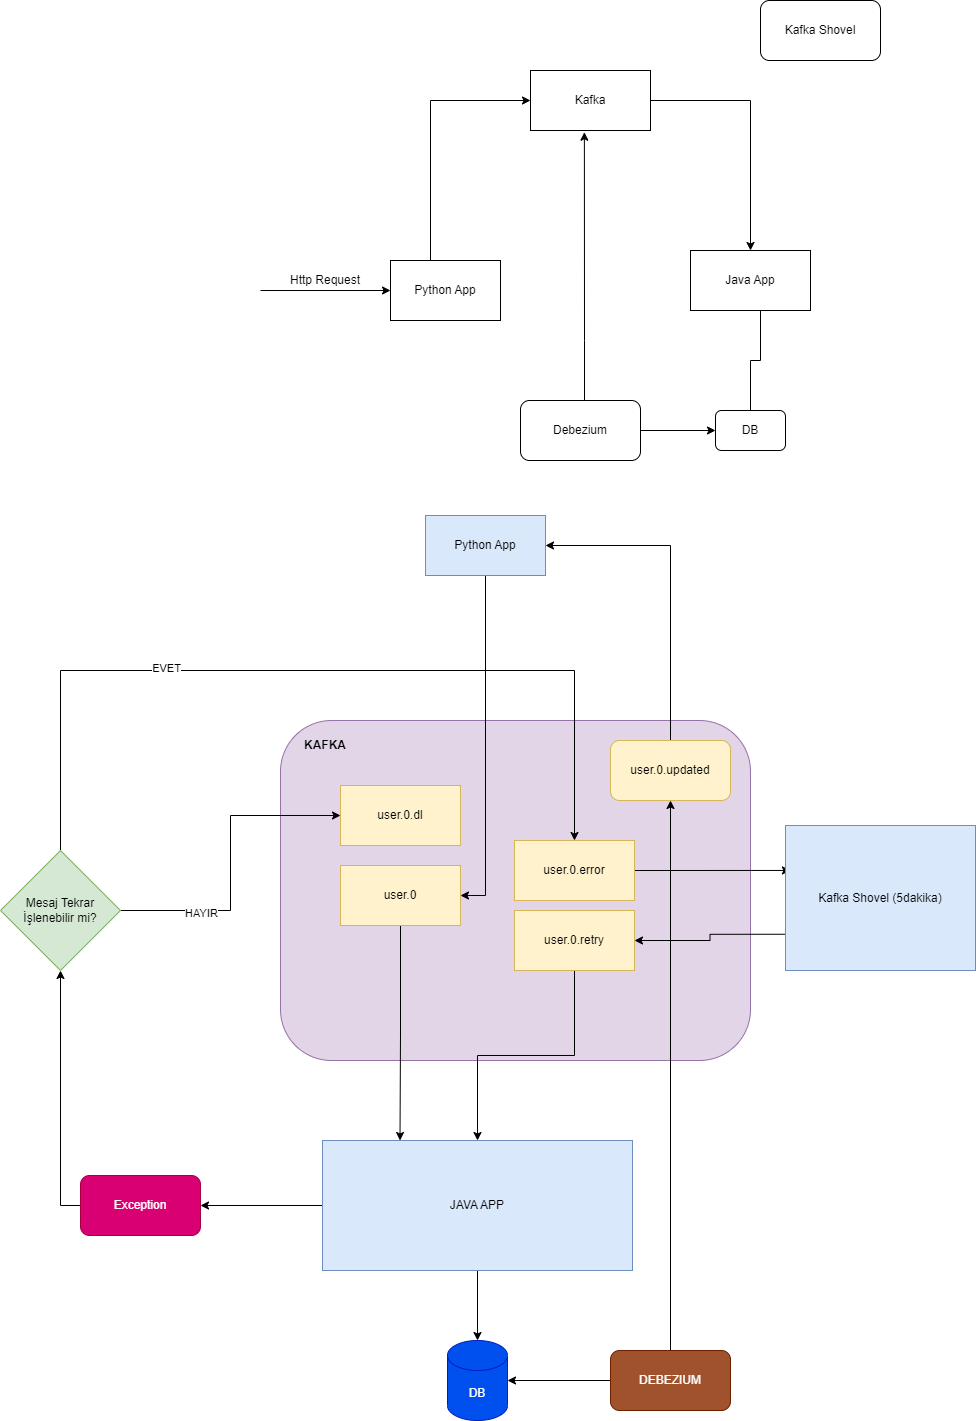 Kafka Shovel
Kafka
Http Request
Python App
Java App
Debezium
DB
Python App
EVET
KAFKA
user.0.updated
user.0.dl
user.0.error
user.0
Mesaj Tekrar
İşlenebilir mi?
HAYIR
Kafka Shovel (5dakika)
user.0.retry
Exception
JAVA APP
DB
DEBEZIUM